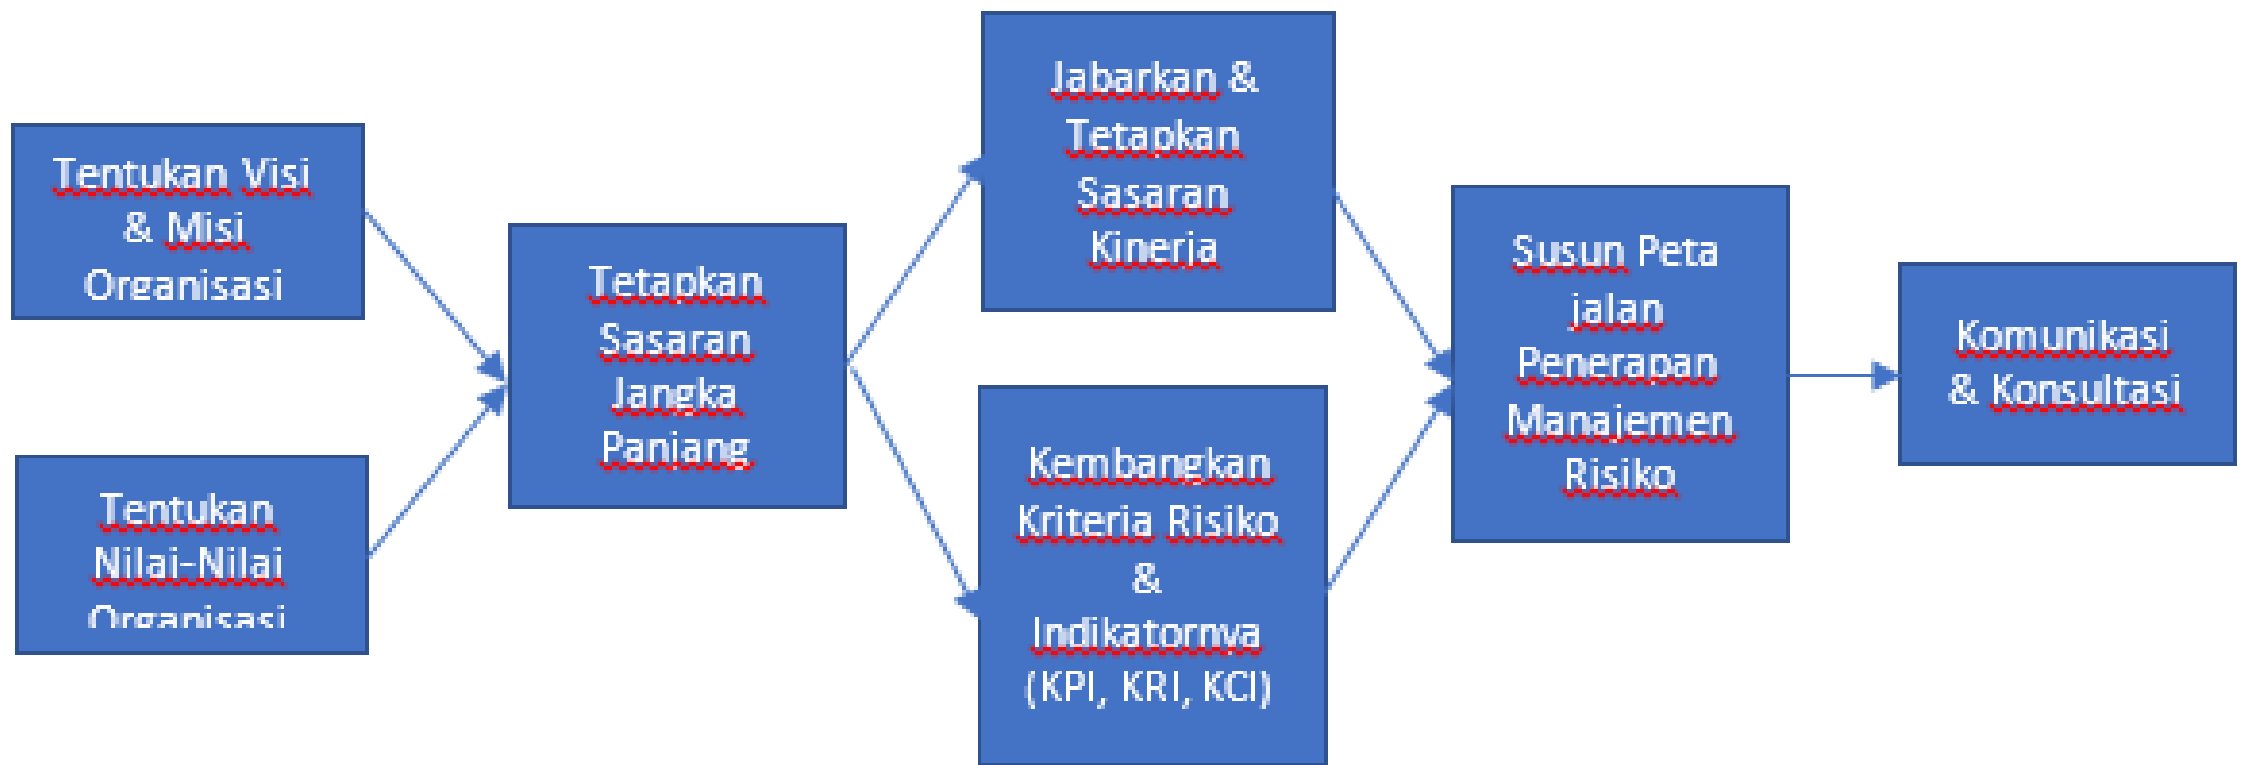 Tentukan Visi
& Misi
Organisasi
Tentukan
Nilai-Nilai
Organisasi
Tetapkan
Sasaran
Jangka
Panjang
Jabarkan &
Tetapkan
Sasaran
Kinerja
Kembangkan
Kriteria Risiko
&
Indikatornya
(KPI, KRI, KCI)
Susun Peta
jalan
Penerapan
Manajemen
Risiko
Komunikasi
& Konsultasi